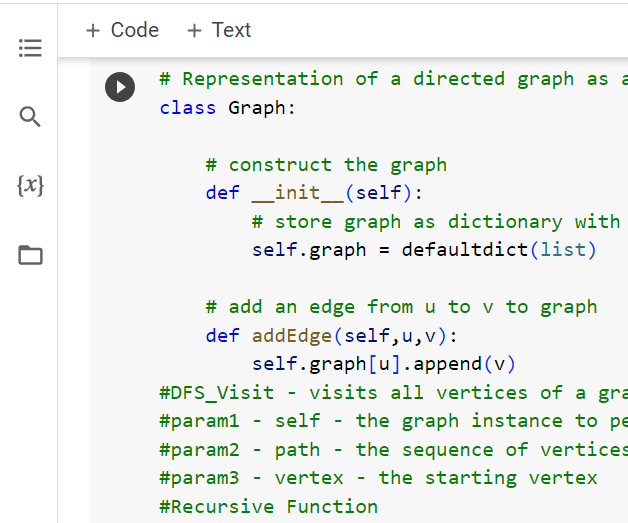 + Code + Text
# Representation of a directed graph as
class Graph:
# construct the graph
def __init__(self):
# store graph as dictionary with
{x}
self.graph = defaultdict(list)
# add an edge from u to v to graph
def addEdge(self,u,v):
self.graph[u].append(v)
#DFS_Visit - visits all vertices of a
#param1 - self - the graph instance to
#param2 - path - the sequence of vertices
#param3 - vertex - the starting vertex
#Recursive Function